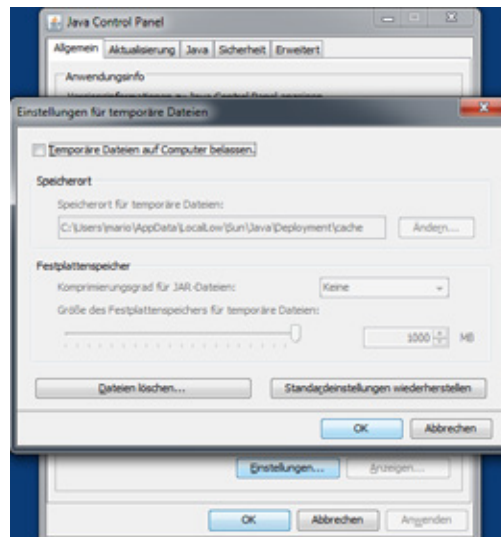 Java Control Panel
Allgemein Aktualisierung Java Sicherheit Erweitert
Anwendungsinfo
Einstellungen für temporäre Dateien
Temporäre Dateien auf Computer belassen.
Speicherort
Speicherort für temporäre Dateien:
C:\Users\mario\AppData\LocalLow\Sun\Java\Deployment\cache Ändern...
Festplattenspeicher
Komprimierungsgrad für JAR-Dateien: Keine
Größe des Festplattenspeichers für temporäre Dateien:
1000 MB
Dateien löschen... Standardeinstellungen wiederherstellen
OK Abbrechen
Einstellungen... Anzeigen...
OK Abbrechen Anwenden